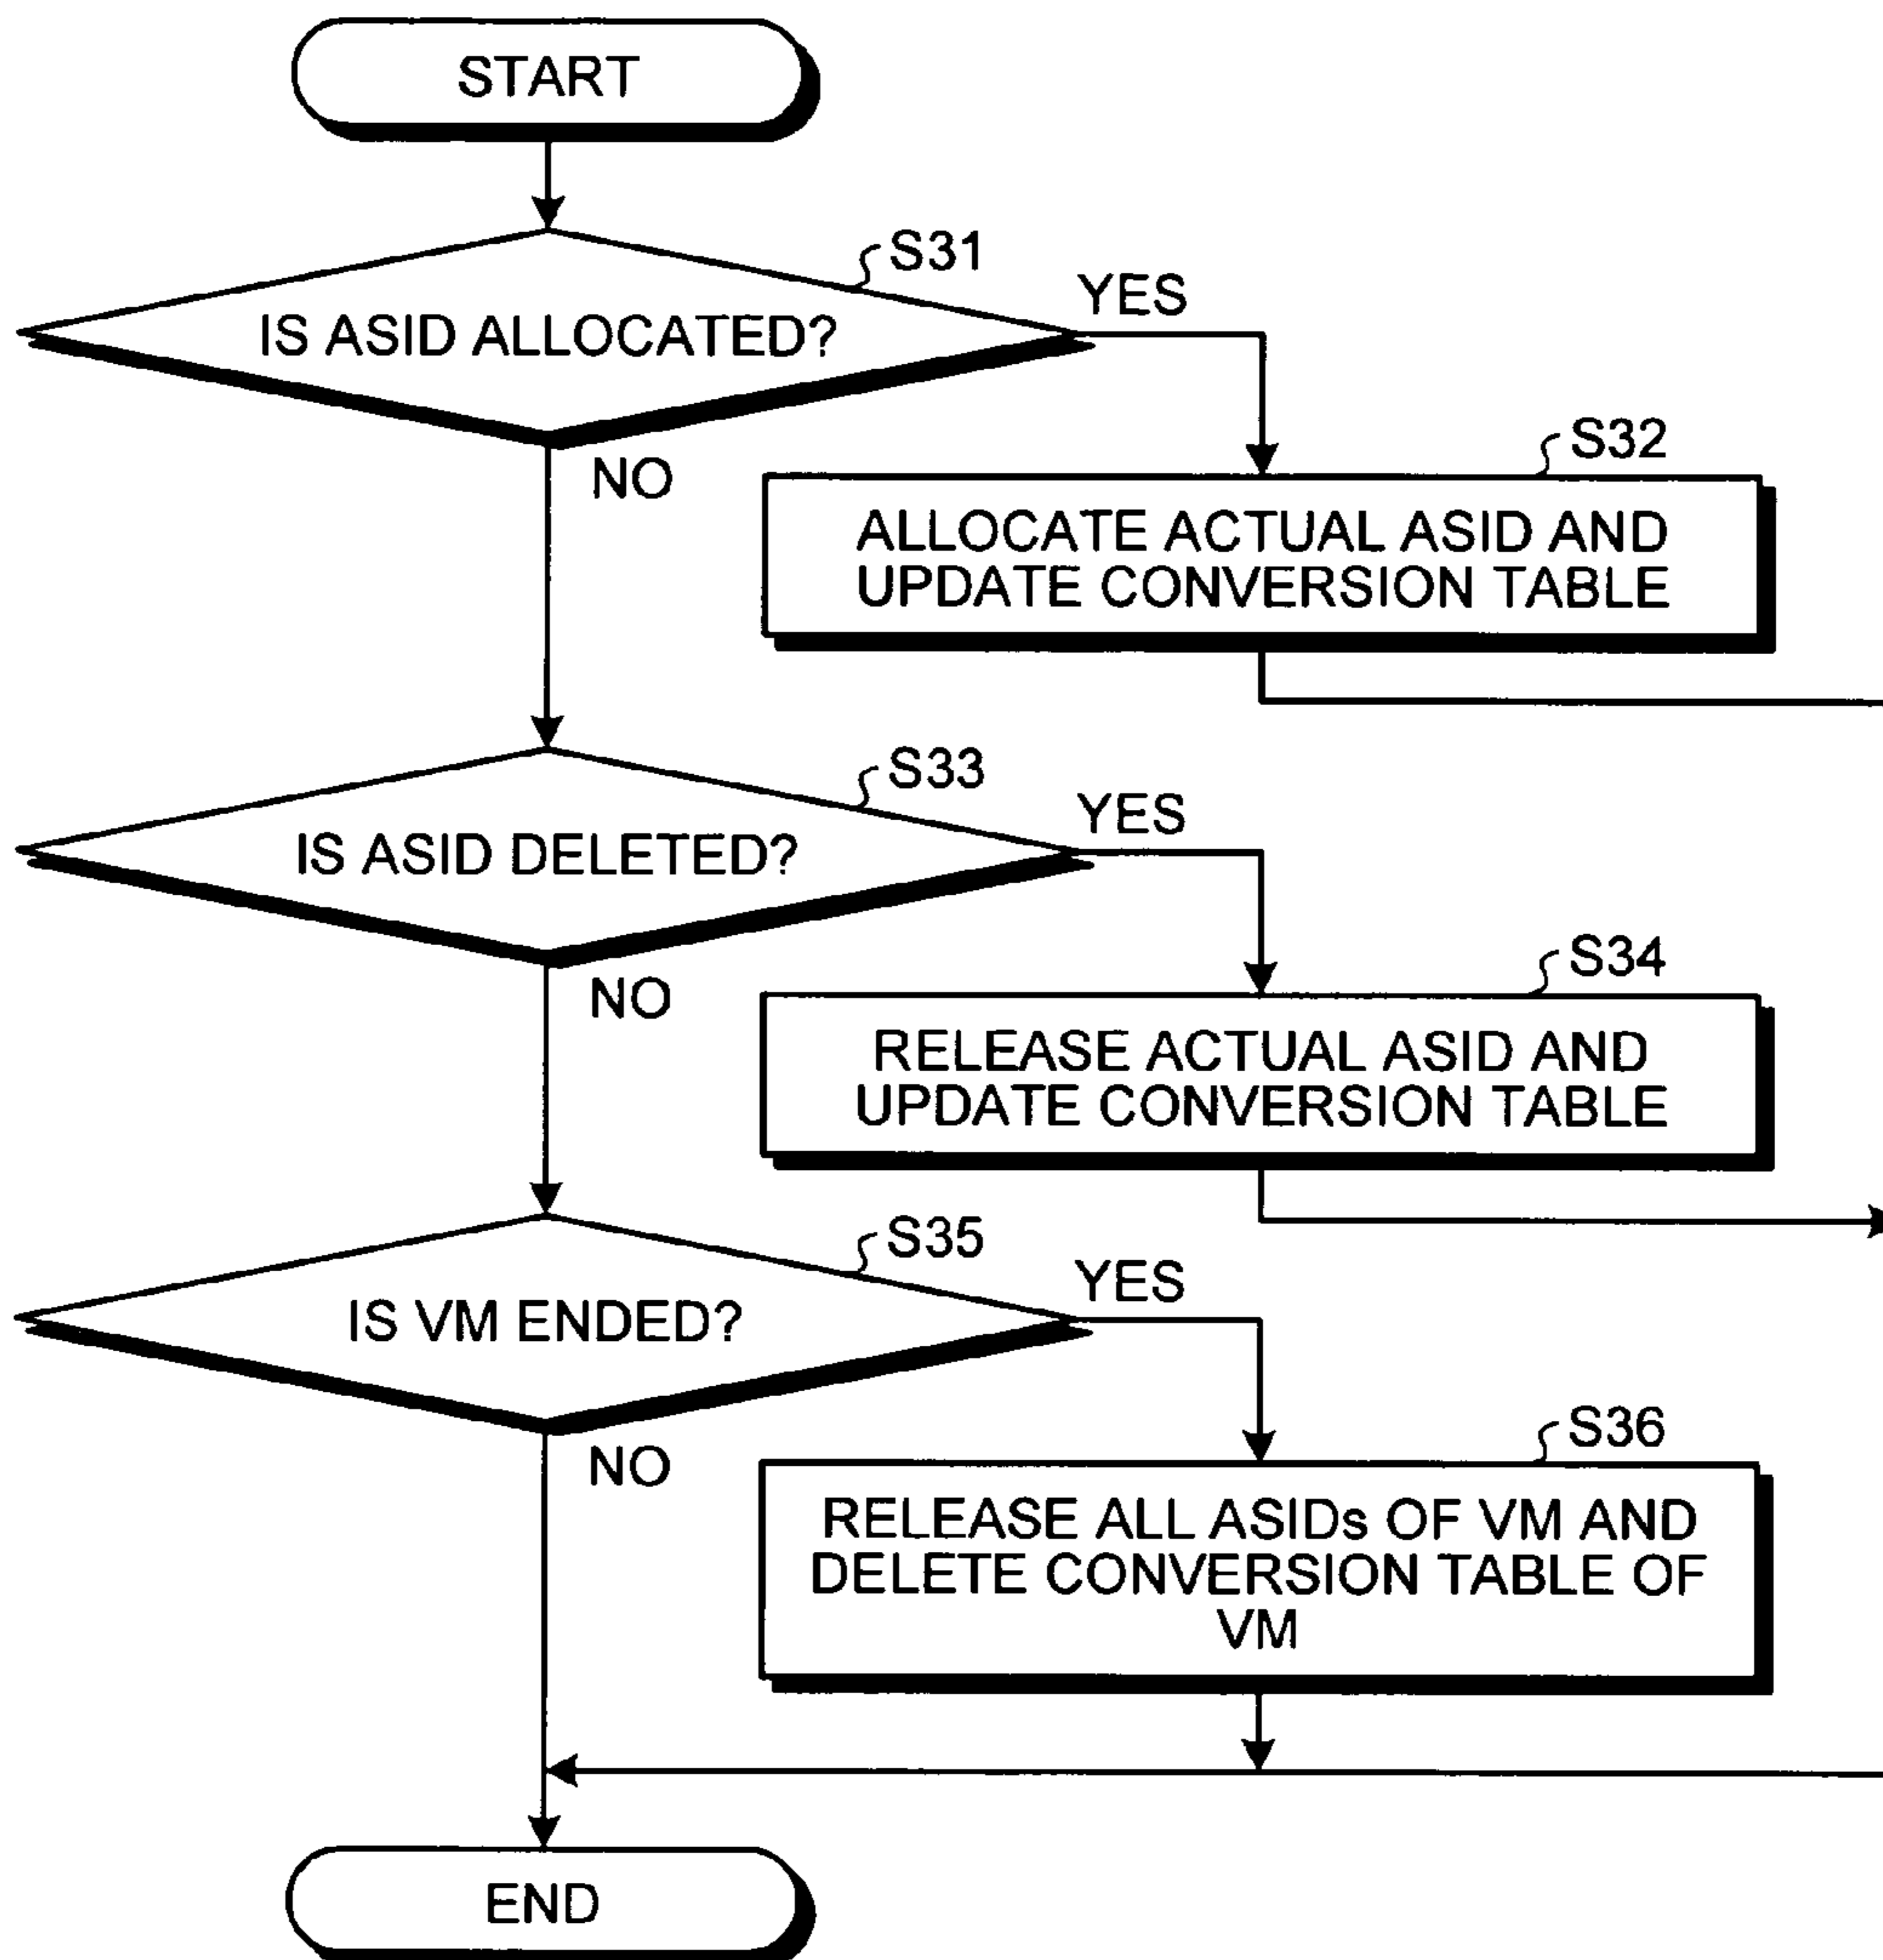 START
S31
IS ASID ALLOCATED?
YES
NO
S32
ALLOCATE ACTUAL ASID AND
UPDATE CONVERSION TABLE
S33
IS ASID DELETED?
YES
NO
S34
RELEASE ACTUAL ASID AND
UPDATE CONVERSION TABLE
S35
IS VM ENDED?
YES
NO
S36
RELEASE ALL ASIDs OF VM AND
DELETE CONVERSION TABLE OF
VM
END